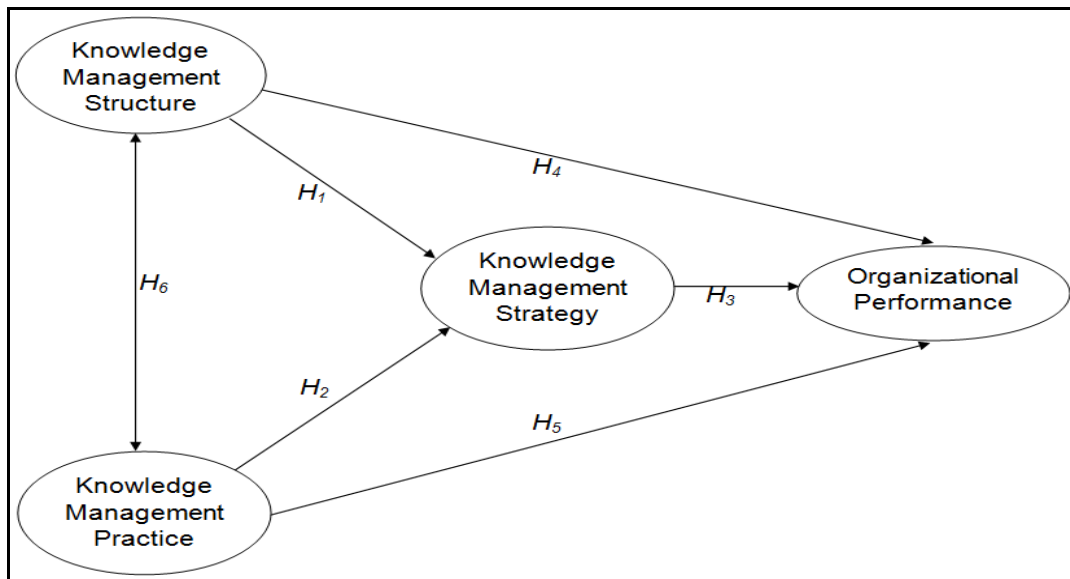 Knowledge
Management
Structure
H₄
H₁
Knowledge
Management
Strategy
Organizational
Performance
H₆
H₃
H₂
H₅
Knowledge
Management
Practice